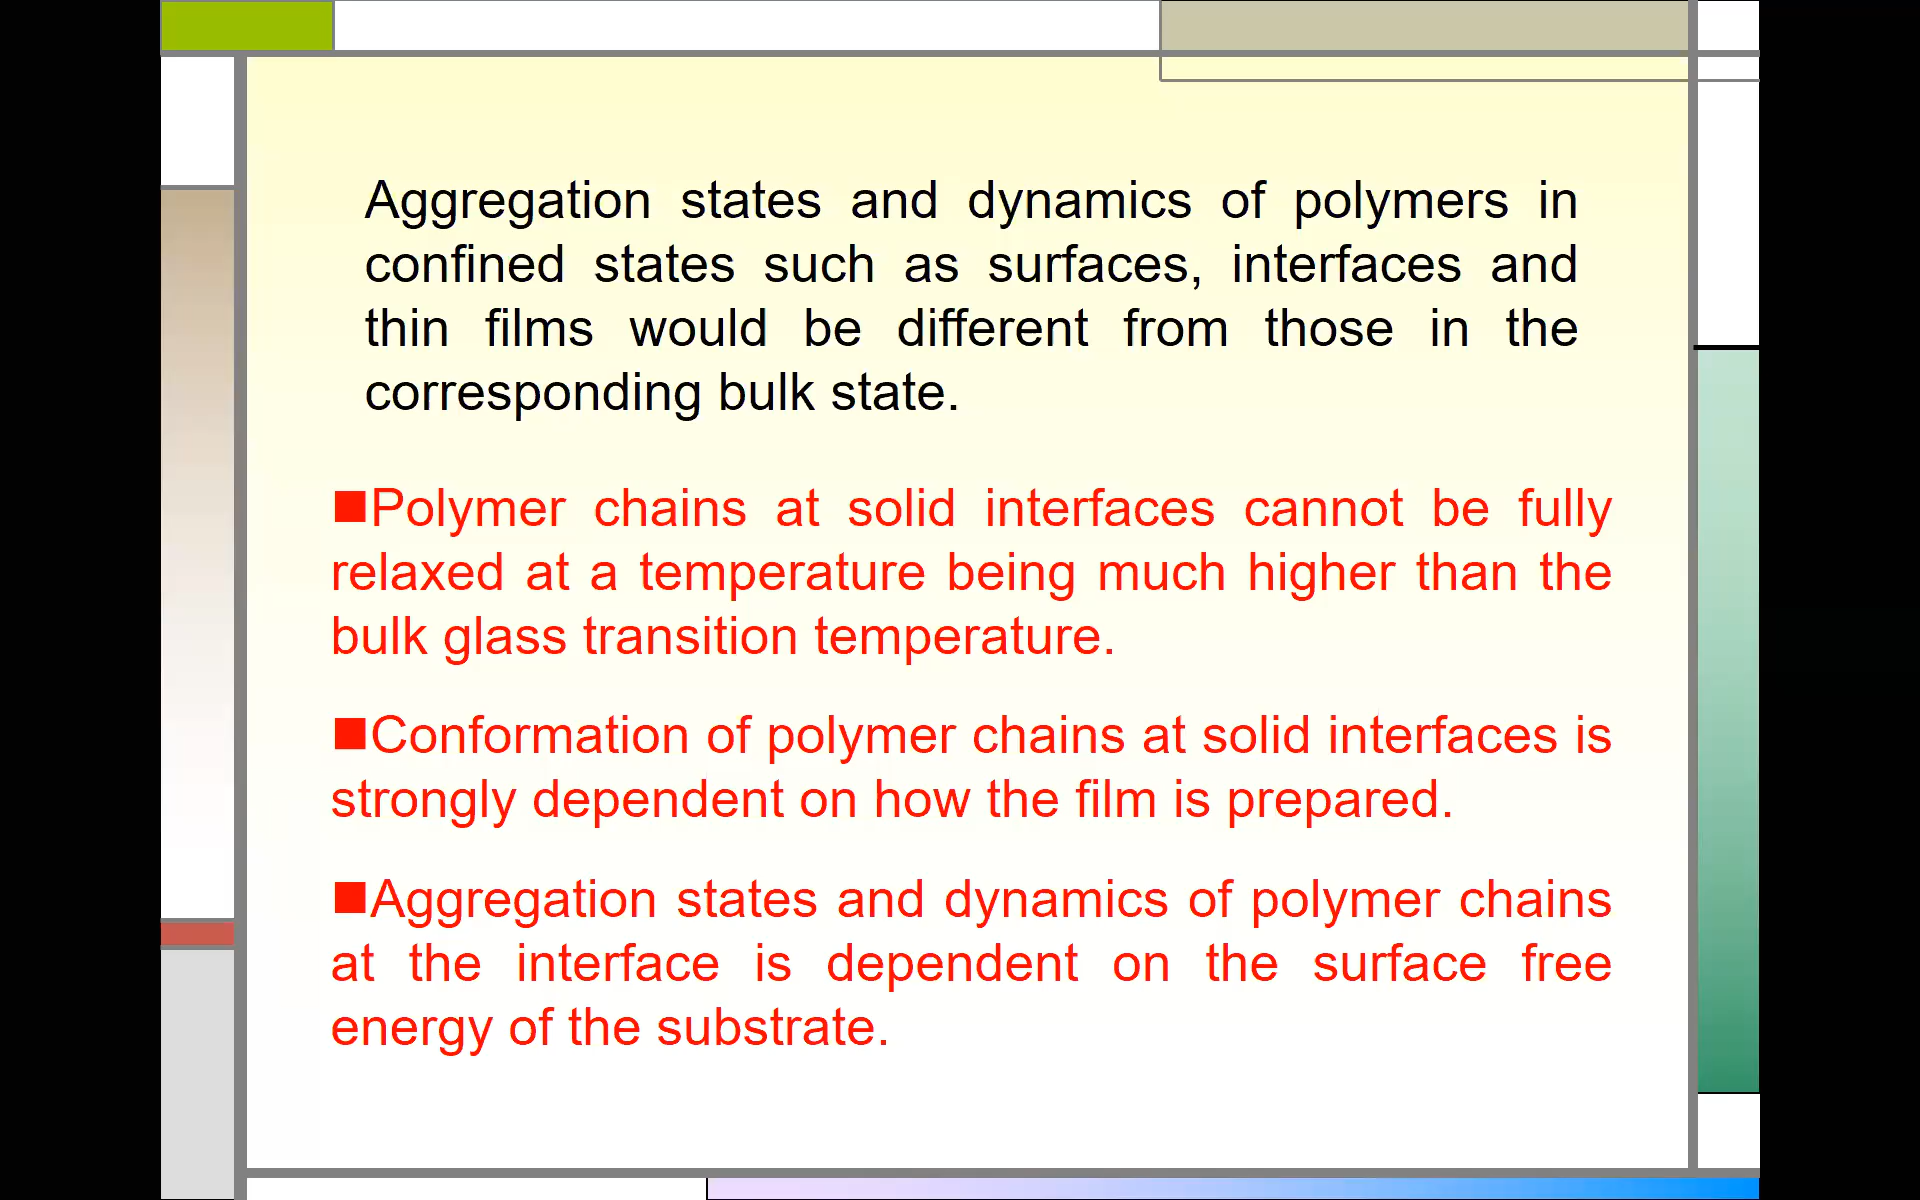 Aggregation states and dynamics of polymers in
confined states such as surfaces, interfaces and
thin films would be different from those in the
corresponding bulk state.
■Polymer chains at solid interfaces cannot be fully
relaxed at a temperature being much higher than the
bulk glass transition temperature.
■Conformation of polymer chains at solid interfaces is
strongly dependent on how the film is prepared.
■Aggregation states and dynamics of polymer chains
at the interface is dependent on the surface free
energy of the substrate.